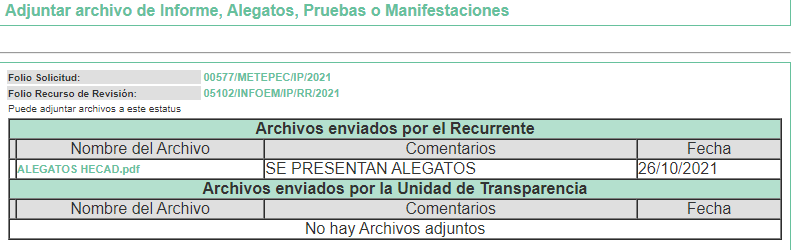 Adjuntar archivo de Informe, Alegatos, Pruebas o Manifestaciones
Folio Solicitud: 00577/METEPEC/IP/2021
Folio Recurso de Revisión: 05102/INFOEM/IP/RR/2021
Puede adjuntar archivos a este estatus
Archivos enviados por el Recurrente
Nombre del Archivo Comentarios Fecha
ALEGATOS HECAD.pdf SE PRESENTAN ALEGATOS 26/10/2021
Archivos enviados por la Unidad de Transparencia
Nombre del Archivo Comentarios Fecha
No hay Archivos adjuntos